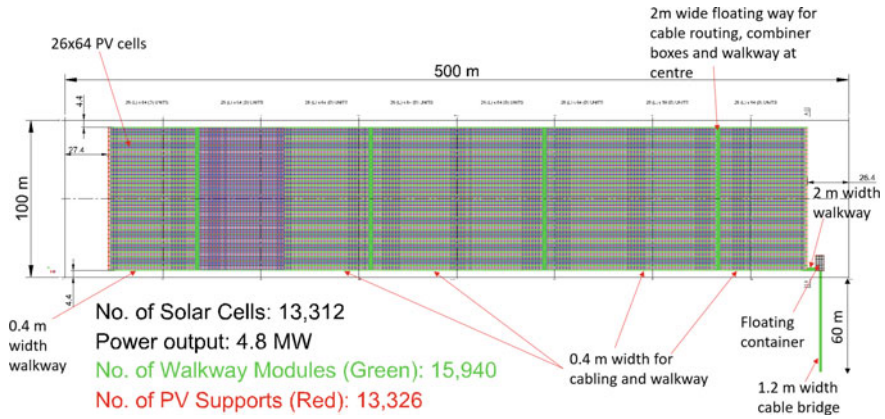 26x64 PV cells
2m wide floating way for
cable routing, combiner
boxes and walkway at
centre
500 m
4.4
27.4
100 m
26.4
2 m width
walkway
4.4
0.4 m
width
walkway
No. of Solar Cells: 13,312
Power output: 4.8 MW
No. of Walkway Modules (Green): 15,940
No. of PV Supports (Red): 13,326
0.4 m width for
cabling and walkway
Floating
container
60 m
1.2 m width
cable bridge